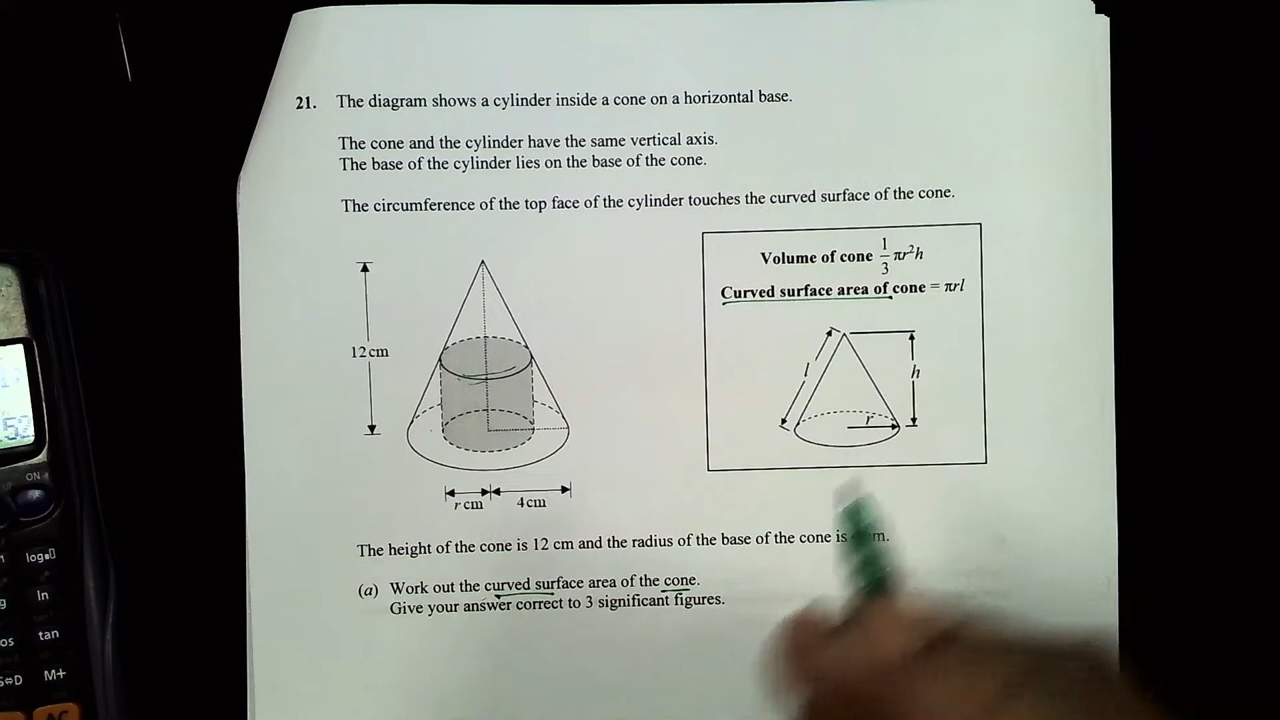 21. The diagram shows a cylinder inside a cone on a horizontal base.
The cone and the cylinder have the same vertical axis.
The base of the cylinder lies on the base of the cone.
The circumference of the top face of the cylinder touches the curved surface of the cone.
12 cm
r cm
4 cm
Volume of cone 1/3 πr²h
Curved surface area of cone = πrl
l
h
r
The height of the cone is 12 cm and the radius of the base of the cone is
(a) Work out the curved surface area of the cone.
Give your answer correct to 3 significant figures.
ON
log
ln
tan
S⇔D M+
AC